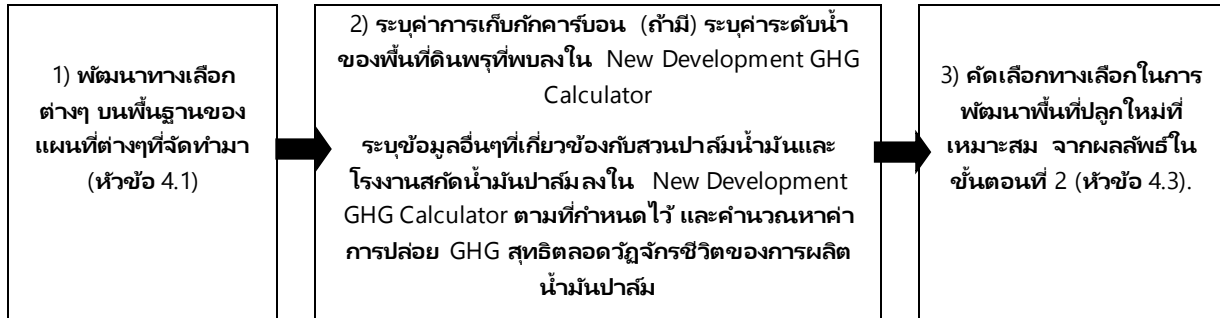 1) พัฒนาทางเลือก
ต่างๆ บนพื้นฐานของ
แผนที่ต่างๆที่จัดทำมา
(หัวข้อ 4.1)
2) ระบุค่าการเก็บกักคาร์บอน (ถ้ามี) ระบุค่าระดับน้ำ
ของพื้นที่ดินพรุที่พบลงใน New Development GHG
Calculator
ระบุข้อมูลอื่นๆที่เกี่ยวข้องกับสวนปาล์มน้ำมันและ
โรงงานสกัดน้ำมันปาล์มลงใน New Development
GHG Calculator ตามที่กำหนดไว้ และคำนวณหาค่า
การปล่อย GHG สุทธิตลอดวัฏจักรชีวิตของการผลิต
น้ำมันปาล์ม
3) คัดเลือกทางเลือกในการ
พัฒนาพื้นที่ปลูกใหม่ที่
เหมาะสม จากผลลัพธ์ใน
ขั้นตอนที่ 2 (หัวข้อ 4.3).